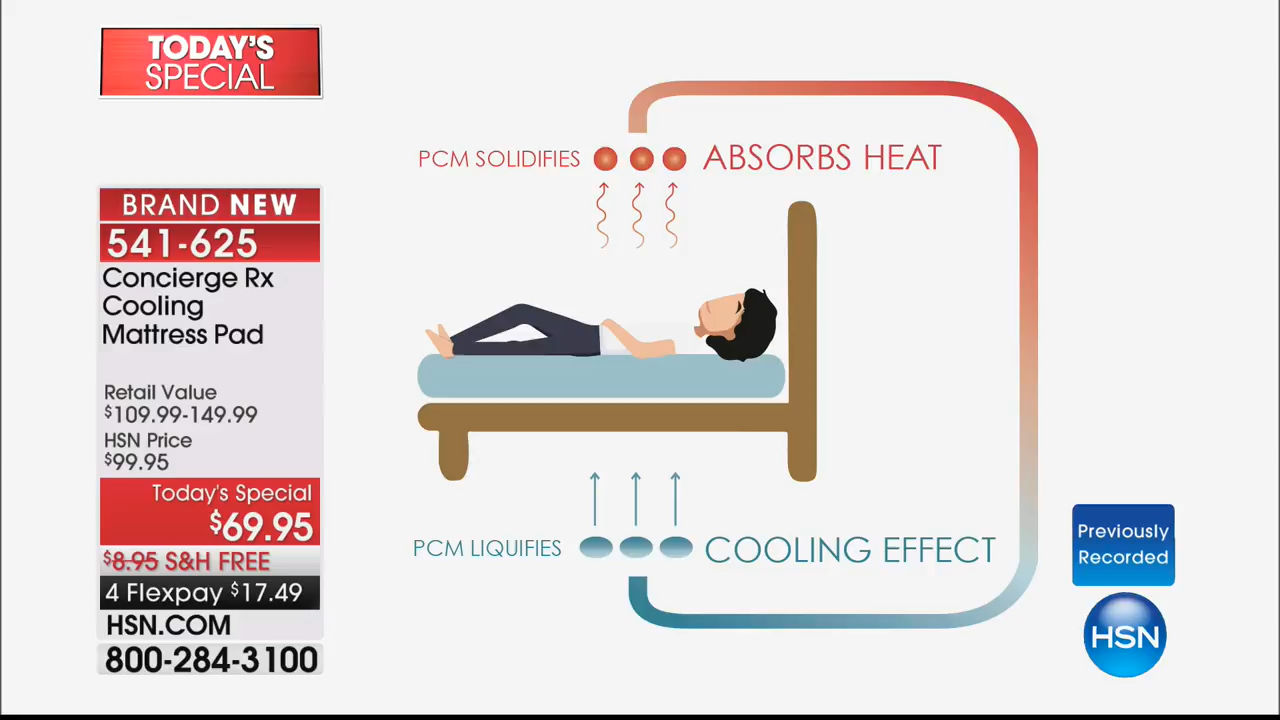 TODAY'S
SPECIAL
BRAND NEW
541-625
Concierge Rx
Cooling
Mattress Pad
Retail Value
$109.99-149.99
HSN Price
$99.95
Today's Special
$69.95
$8.95 S&H FREE
4 Flexpay $17.49
HSN.COM
800-284-3100
PCM SOLIDIFIES
ABSORBS HEAT
PCM LIQUIFIES
COOLING EFFECT
Previously
Recorded
HSN